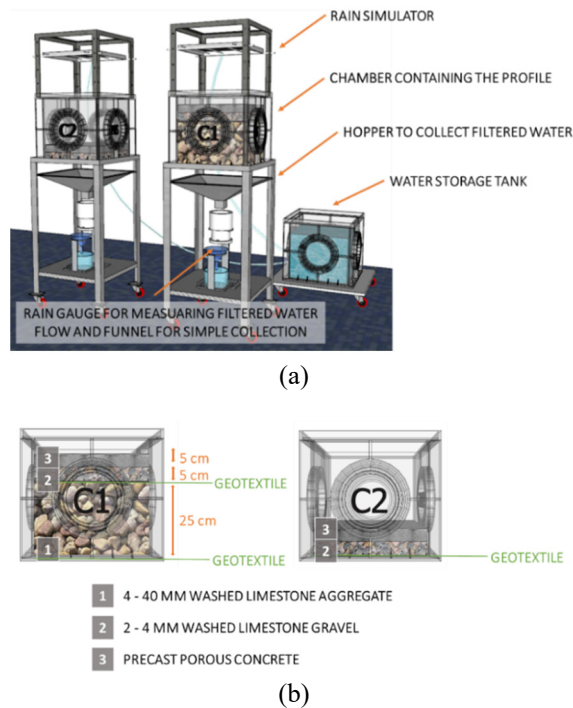 RAIN SIMULATOR
CHAMBER CONTAINING THE PROFILE
C2
C1
HOPPER TO COLLECT FILTERED WATER
WATER STORAGE TANK
RAIN GAUGE FOR MEASUARING FILTERED WATER
FLOW AND FUNNEL FOR SIMPLE COLLECTION
(a)
3
5 cm
2
5 cm
GEOTEXTILE
C1
25 cm
1
GEOTEXTILE
C2
3
2
GEOTEXTILE
1 4 - 40 MM WASHED LIMESTONE AGGREGATE
2 2 - 4 MM WASHED LIMESTONE GRAVEL
3 PRECAST POROUS CONCRETE
(b)